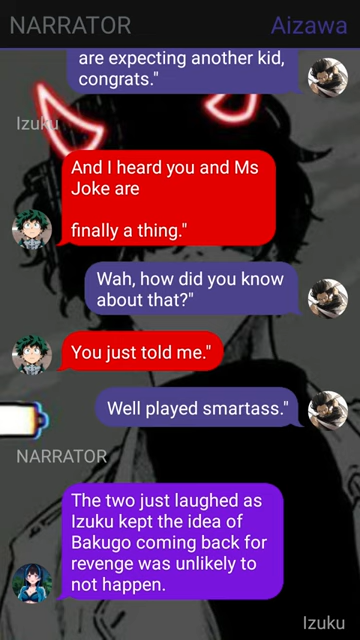 NARRATOR
Aizawa
are expecting another kid,
congrats."
Izuku
And I heard you and Ms
Joke are
finally a thing."
Wah, how did you know
about that?"
You just told me."
Well played smartass."
NARRATOR
The two just laughed as
Izuku kept the idea of
Bakugo coming back for
revenge was unlikely to
not happen.
Izuku